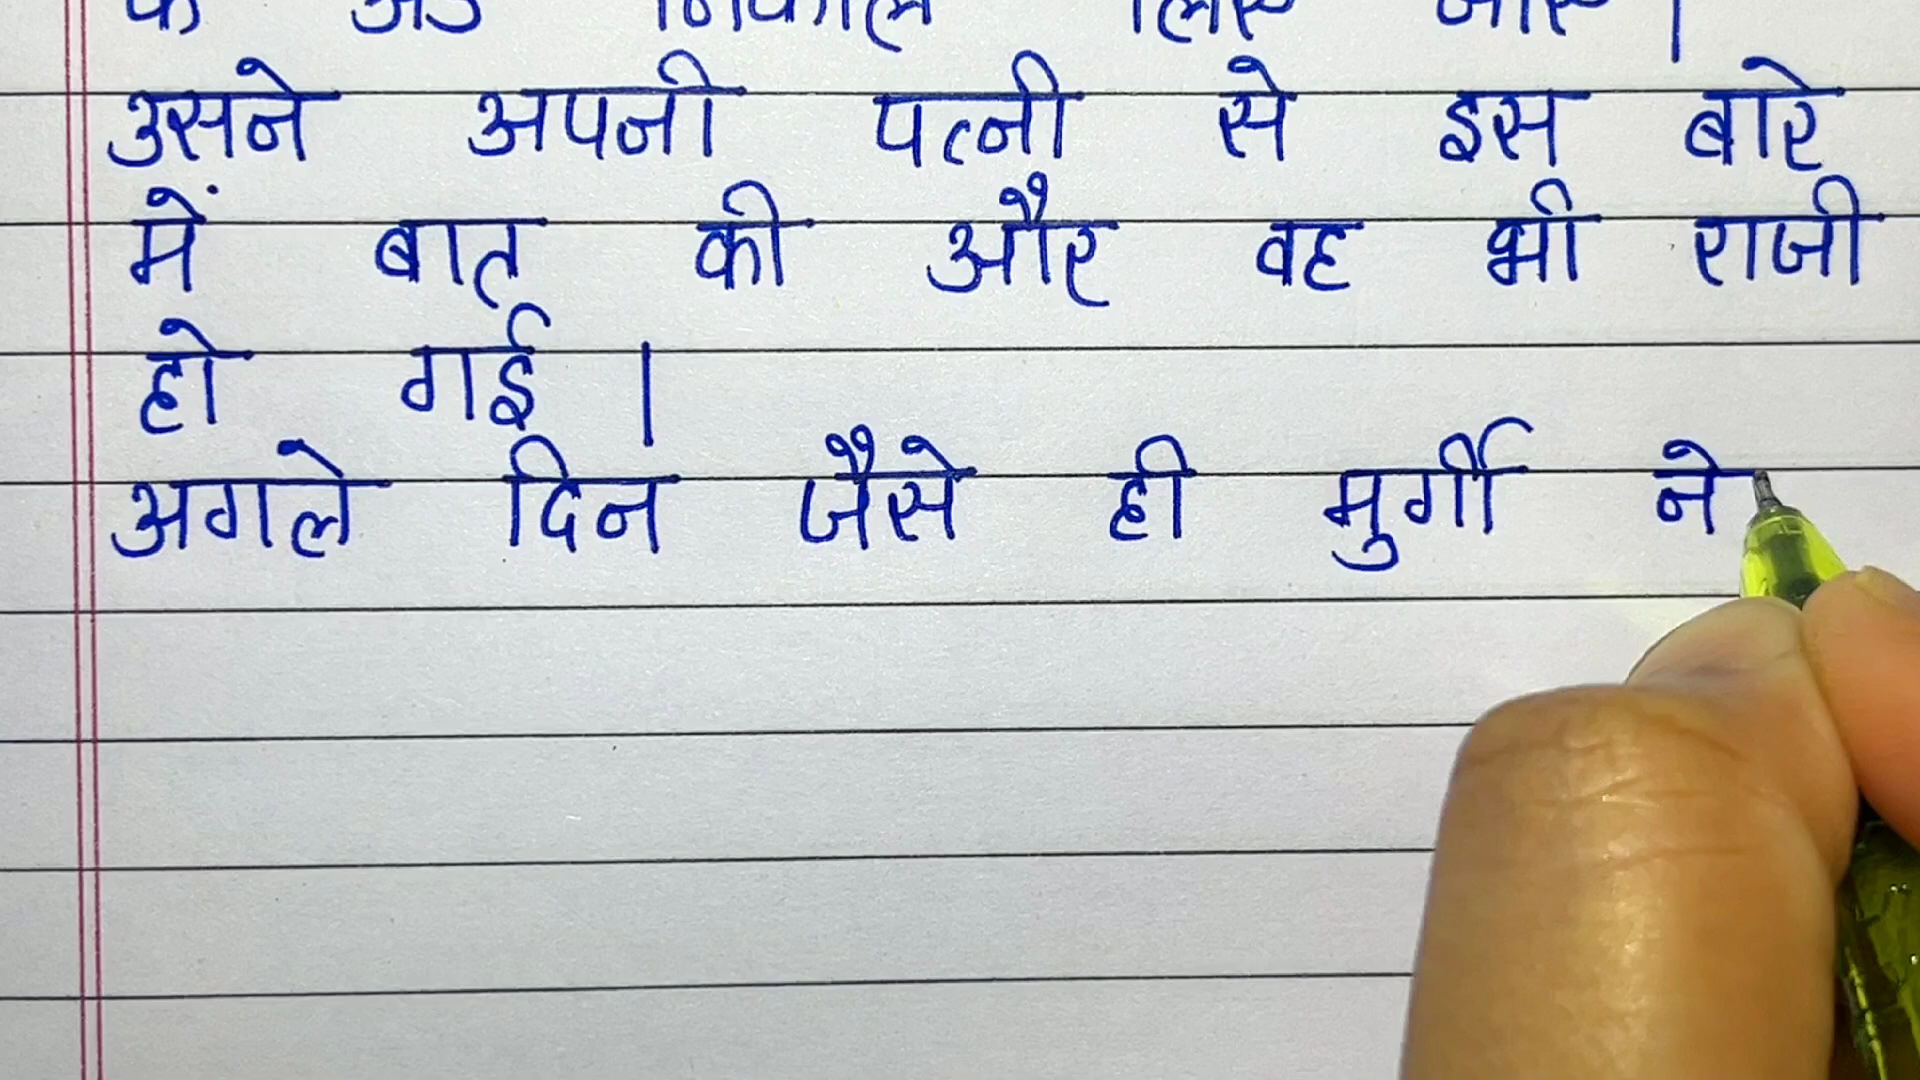 के अंडे निकाल लिए जाए।
उसने अपनी पत्नी से इस बारे
में बात की और वह भी राजी
हो गई।
अगले दिन जैसे ही मुर्गी ने